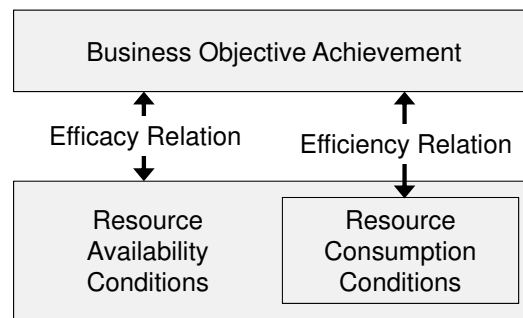 Business Objective Achievement
Efficacy Relation
Efficiency Relation
Resource
Availability
Conditions
Resource
Consumption
Conditions